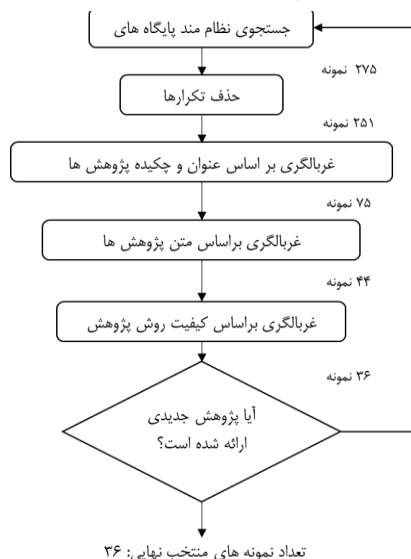 جستجوی نظام مند پایگاه های
۲۷۵ نمونه
حذف تکرارها
۲۵۱ نمونه
غربالگری بر اساس عنوان و چکیده پژوهش ها
۷۵ نمونه
غربالگری براساس متن پژوهش ها
۴۴ نمونه
غربالگری براساس کیفیت روش پژوهش
۳۶ نمونه
آیا پژوهش جدیدی
ارائه شده است؟
تعداد نمونه های منتخب نهایی: ۳۶